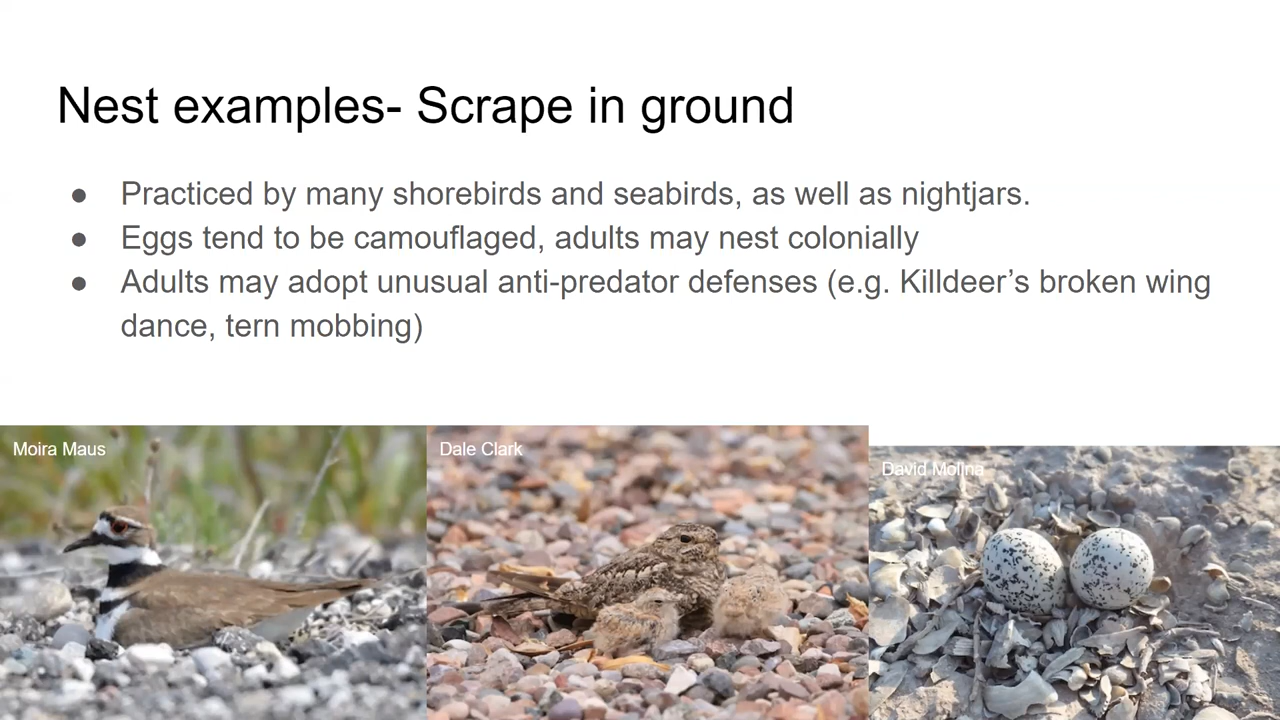 Nest examples- Scrape in ground
● Practiced by many shorebirds and seabirds, as well as nightjars.
● Eggs tend to be camouflaged, adults may nest colonially
● Adults may adopt unusual anti-predator defenses (e.g. Killdeer’s broken wing
dance, tern mobbing)
Moira Maus
Dale Clark
David Molina